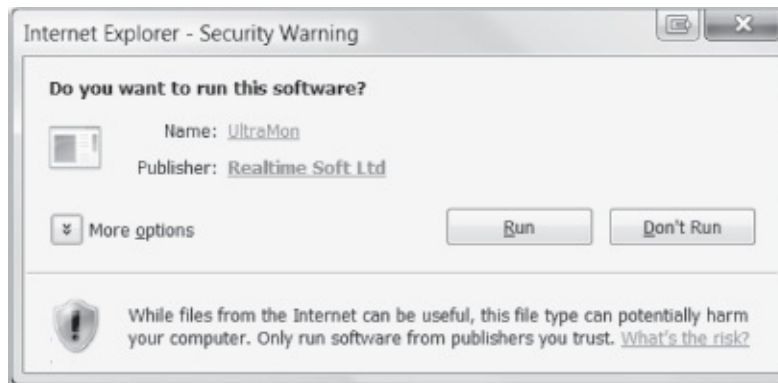 Internet Explorer - Security Warning
Do you want to run this software?
Name: UltraMon
Publisher: Realtime Soft Ltd
More options
Run
Don't Run
While files from the Internet can be useful, this file type can potentially harm
your computer. Only run software from publishers you trust. What's the risk?